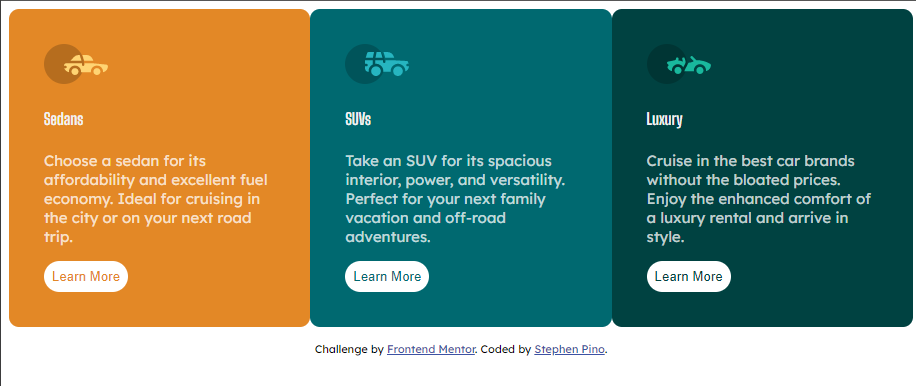 Sedans
Choose a sedan for its
affordability and excellent fuel
economy. Ideal for cruising in
the city or on your next road
trip.
Learn More
SUVs
Take an SUV for its spacious
interior, power, and versatility.
Perfect for your next family
vacation and off-road
adventures.
Learn More
Luxury
Cruise in the best car brands
without the bloated prices.
Enjoy the enhanced comfort of
a luxury rental and arrive in
style.
Learn More
Challenge by Frontend Mentor. Coded by Stephen Pino.